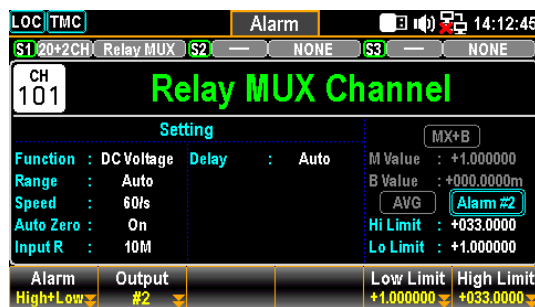 LOC TMC Alarm 14:12:45
S1 20+2CH Relay MUX S2 — NONE S3 — NONE
CH 101 Relay MUX Channel
Setting
MX+B
Function : DC Voltage Delay : Auto M Value : +1.000000
Range : Auto B Value : +000.0000m
Speed : 60/s AVG Alarm #2
Auto Zero : On Hi Limit : +033.0000
Input R : 10M Lo Limit : +1.000000
Alarm Output Low Limit High Limit
High+Low #2 +1.000000 +033.0000